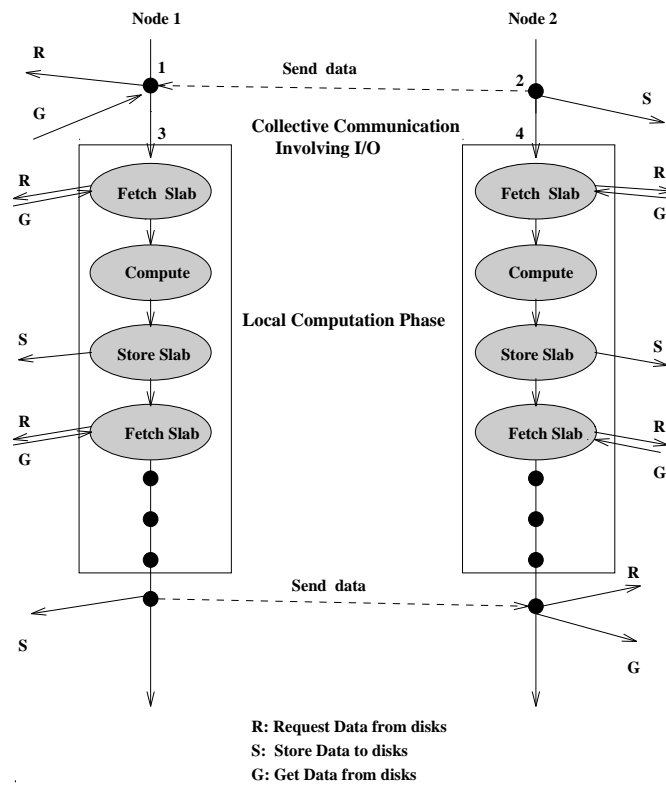 Node 1
Node 2
R
1
Send data
2
S
G
Collective Communication
Involving I/O
3
4
R
Fetch Slab
G
Fetch Slab
R
G
Compute
Compute
Local Computation Phase
S
Store Slab
Store Slab
S
R
Fetch Slab
G
Fetch Slab
R
G
Send data
R
S
G
R: Request Data from disks
S: Store Data to disks
G: Get Data from disks